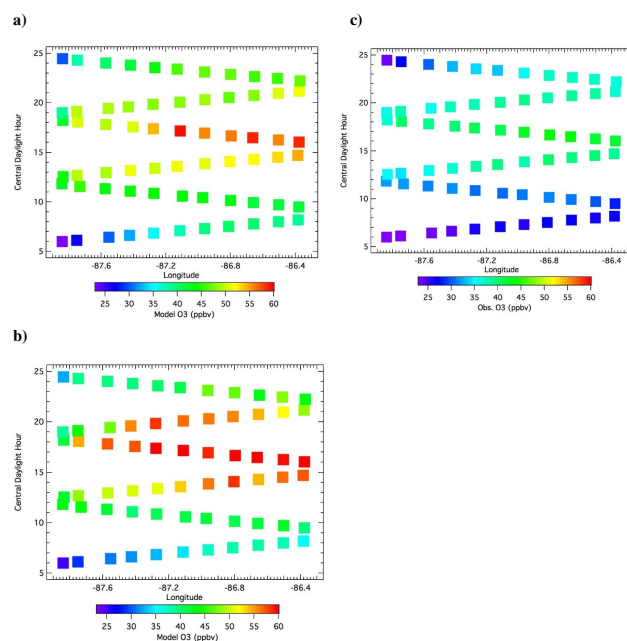 a)
25
20
15
10
5
Central Daylight Hour
-87.6
-87.2
-86.8
-86.4
Longitude
25 30 35 40 45 50 55 60
Model O3 (ppbv)
c)
25
20
15
10
5
Central Daylight Hour
-87.6
-87.2
-86.8
-86.4
Longitude
25 30 35 40 45 50 55 60
Obs. O3 (ppbv)
b)
25
20
15
10
5
Central Daylight Hour
-87.6
-87.2
-86.8
-86.4
Longitude
25 30 35 40 45 50 55 60
Model O3 (ppbv)